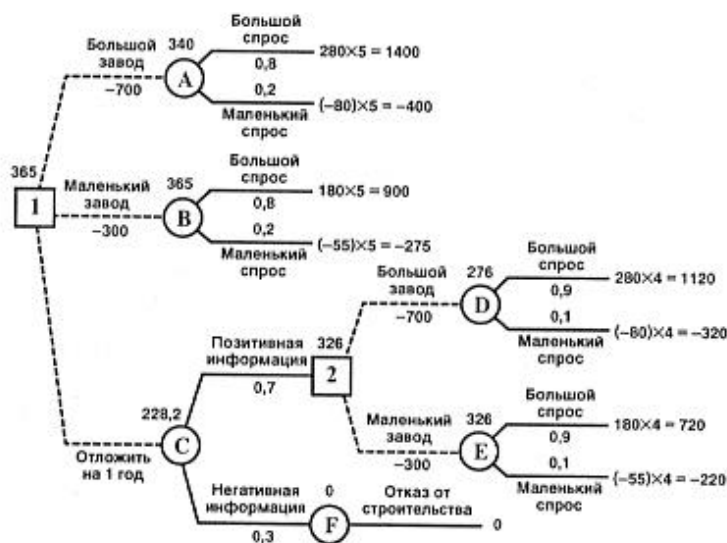 Большой
завод
−700
340
A
Большой
спрос
0,8
280×5 = 1400
0,2
Маленький
спрос
(−80)×5 = −400
365
1
Маленький
завод
−300
365
B
Большой
спрос
0,8
180×5 = 900
0,2
Маленький
спрос
(−55)×5 = −275
Отложить
на 1 год
228,2
C
Позитивная
информация
0,7
326
2
Большой
завод
−700
276
D
Большой
спрос
0,9
280×4 = 1120
0,1
Маленький
спрос
(−80)×4 = −320
Маленький
завод
−300
326
E
Большой
спрос
0,9
180×4 = 720
0,1
Маленький
спрос
(−55)×4 = −220
Негативная
информация
0,3
0
F
Отказ от
строительства
0